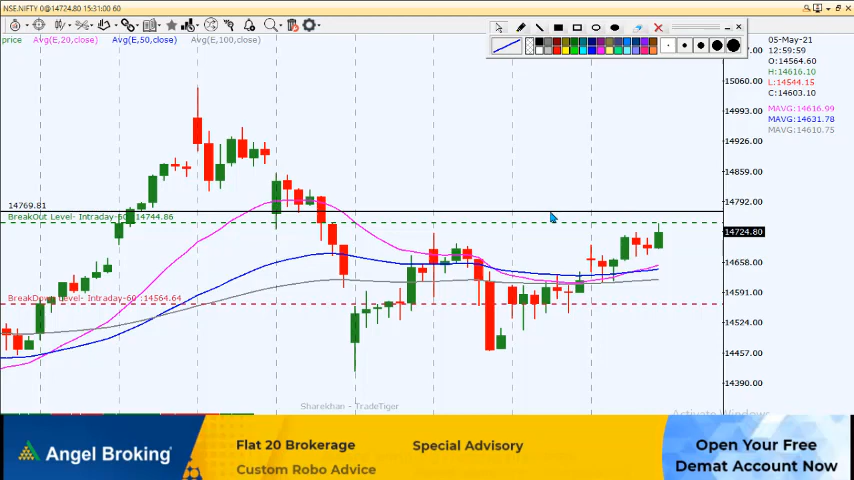 NSE.NIFTY 0@14724.80 15:31:00 60
price Avg(E,20,close) Avg(E,50,close) Avg(E,100,close)
05-May-21
12:59:59
O:14564.60
H:14616.10
L:14544.15
C:14603.10
MAVG:14616.99
MAVG:14631.78
MAVG:14610.75
15060.00
14993.00
14926.00
14859.00
14792.00
14724.80
14658.00
14591.00
14524.00
14457.00
14390.00
14769.81
BreakOut Level- Intraday-60 :14744.86
BreakDown Level- Intraday-60 :14564.64
Sharekhan - TradeTiger
Activate Windows
Angel Broking
Flat 20 Brokerage
Special Advisory
Custom Robo Advice
Open Your Free
Demat Account Now